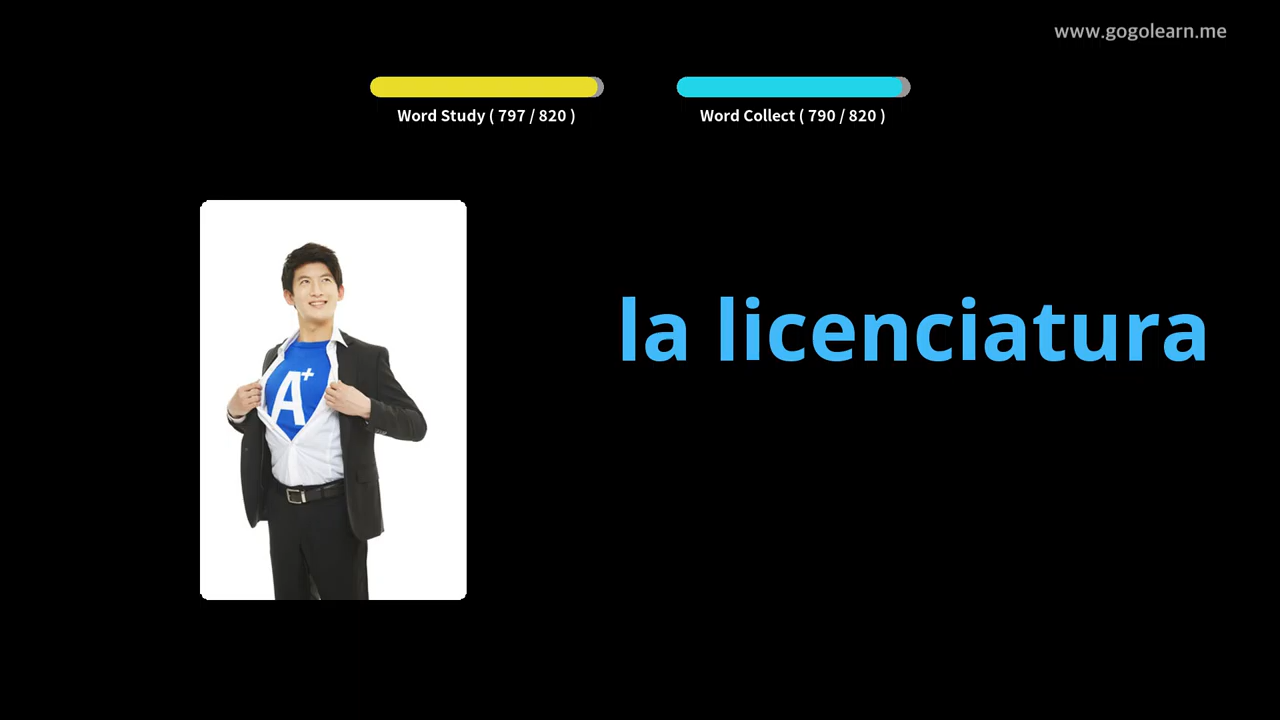 www.gogolearn.me
Word Study ( 797 / 820 )
Word Collect ( 790 / 820 )
la licenciatura
A+